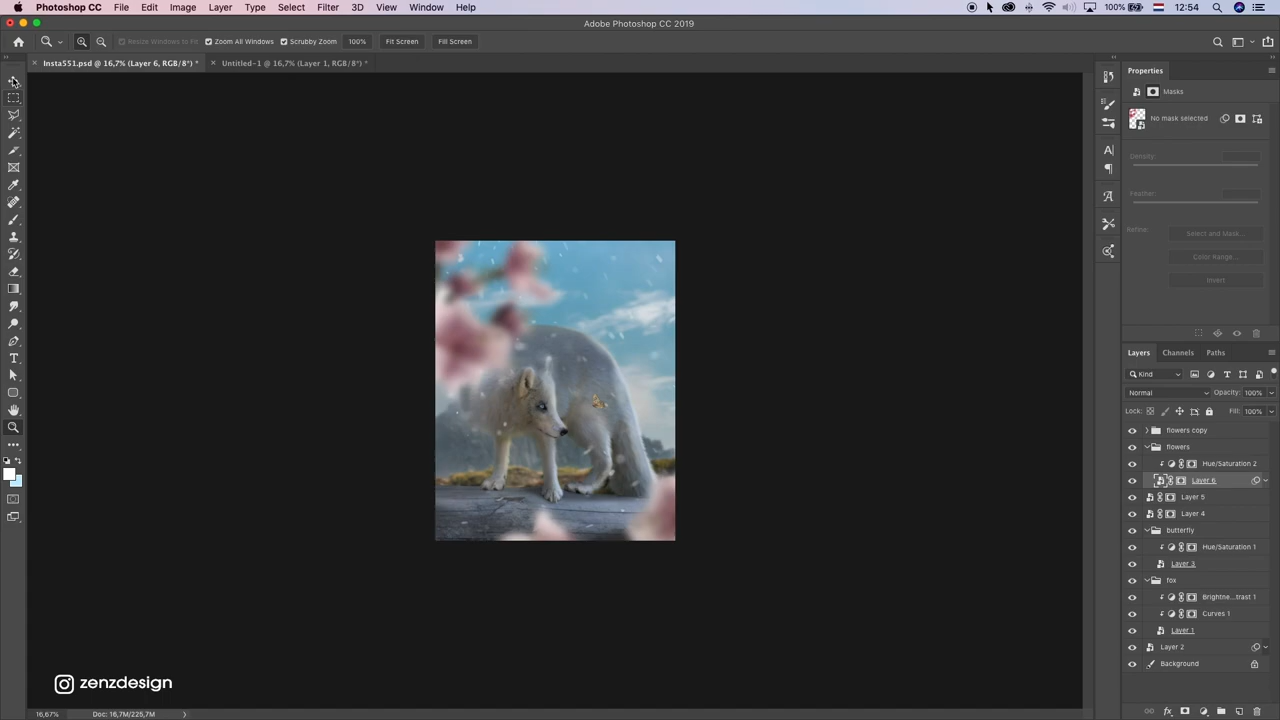 Photoshop CC File Edit Image Layer Type Select Filter 3D View Window Help 100% 12:54
Adobe Photoshop CC 2019
Resize Windows to Fit Zoom All Windows Scrubby Zoom 100% Fit Screen Fill Screen
Insta551.psd @ 16,7% (Layer 6, RGB/8*) * Untitled-1 @ 16,7% (Layer 1, RGB/8*) *
Properties
Masks
No mask selected
Density:
Feather:
Refine: Select and Mask...
Color Range...
Invert
Layers Channels Paths
Kind
Normal Opacity: 100%
Lock: Fill: 100%
flowers copy
flowers
Hue/Saturation 2
Layer 6
Layer 5
Layer 4
butterfly
Hue/Saturation 1
Layer 3
fox
Brightne...trast 1
Curves 1
Layer 1
Layer 2
Background
zenzdesign
16,67% Doc: 16,7M/225,7M